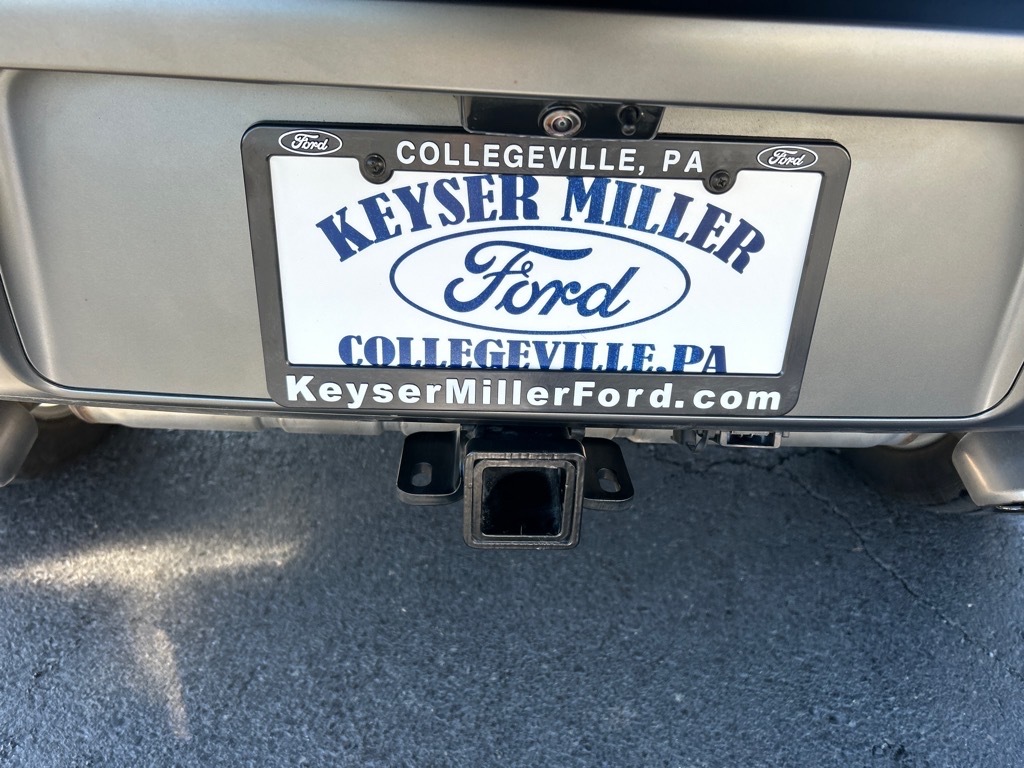 Ford COLLEGEVILLE, PA Ford
KEYSER MILLER
Ford
COLLEGEVILLE, PA
KeyserMillerFord.com